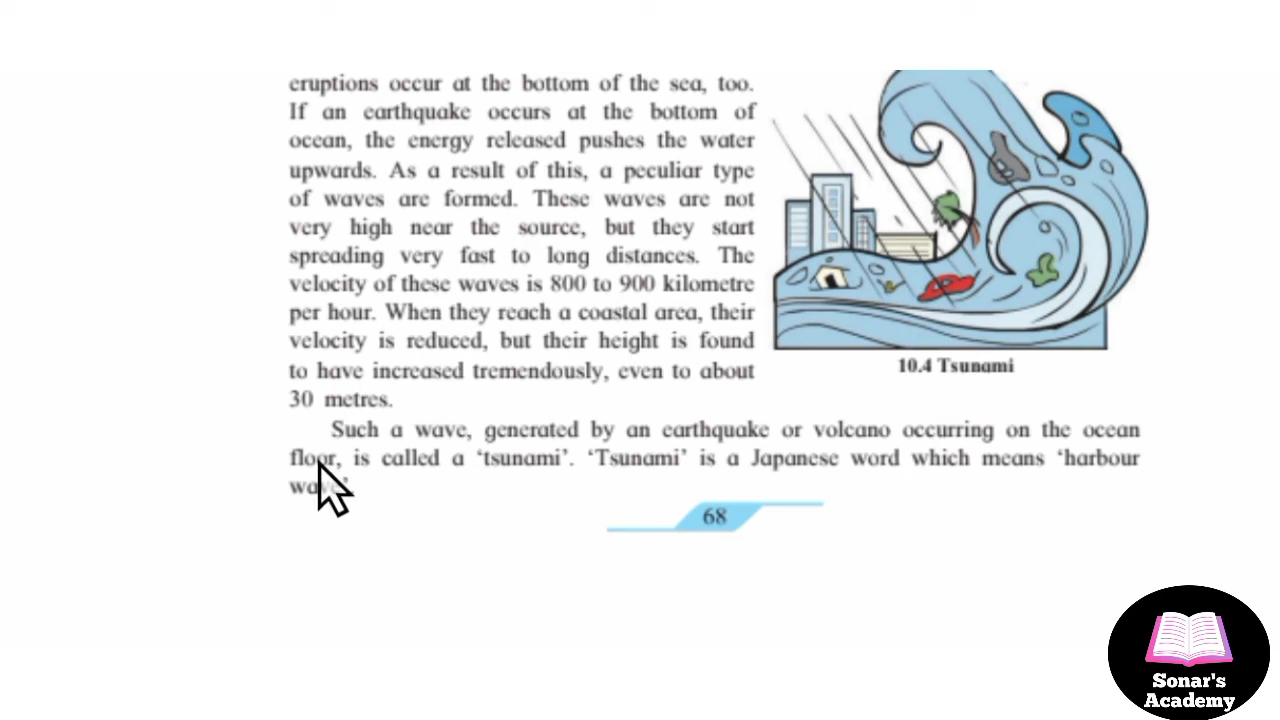 eruptions occur at the bottom of the sea, too.
If an earthquake occurs at the bottom of
ocean, the energy released pushes the water
upwards. As a result of this, a peculiar type
of waves are formed. These waves are not
very high near the source, but they start
spreading very fast to long distances. The
velocity of these waves is 800 to 900 kilometre
per hour. When they reach a coastal area, their
velocity is reduced, but their height is found
to have increased tremendously, even to about
30 metres.
10.4 Tsunami
Such a wave, generated by an earthquake or volcano occurring on the ocean
floor, is called a ‘tsunami’. ‘Tsunami’ is a Japanese word which means ‘harbour
wave’
68
Sonar's
Academy